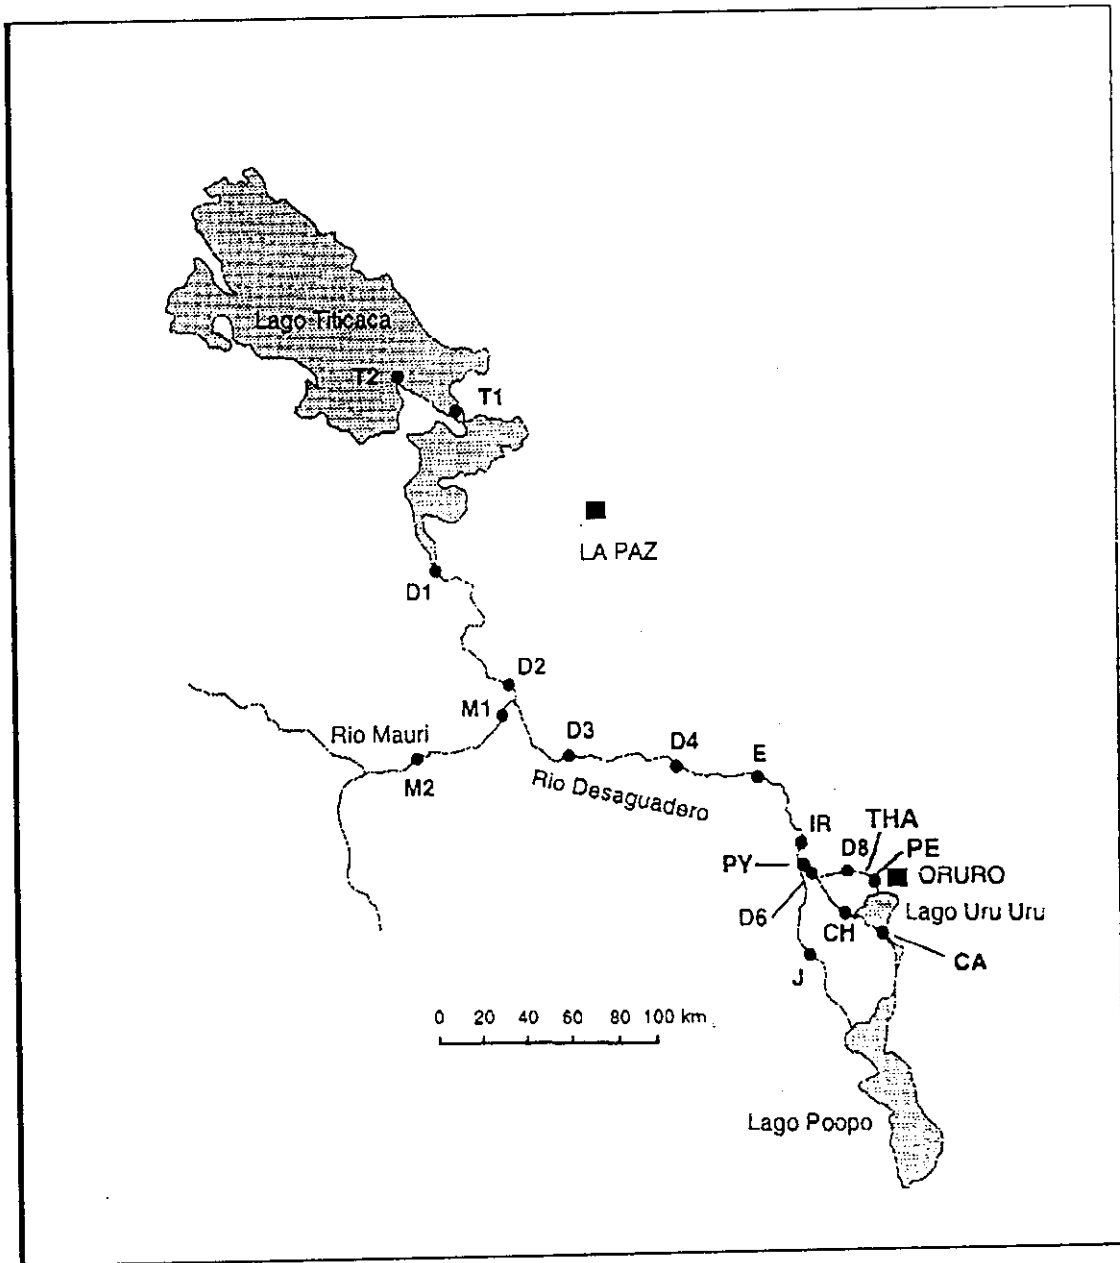 Lago Titicaca
T2
T1
LA PAZ
D1
D2
M1
Rio Mauri
M2
D3
D4
E
Rio Desaguadero
IR
THA
D8
PE
PY
ORURO
D6
CH
Lago Uru Uru
CA
J
0 20 40 60 80 100 km
Lago Poopo